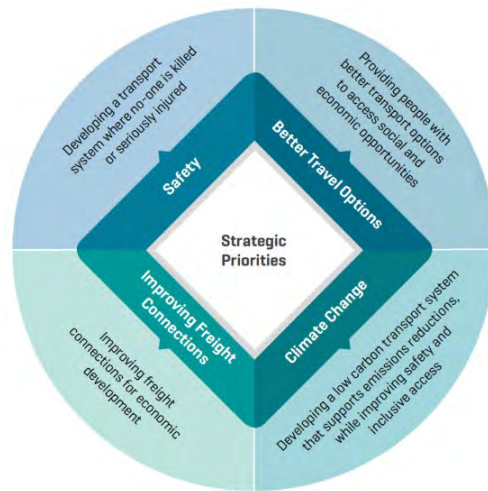 Developing a transport
system where no-one is killed
or seriously injured
Safety
Providing people with
better transport options
to access social and
economic opportunities
Better Travel Options
Strategic
Priorities
Improving Freight
Connections
Improving freight
connections for economic
development
Climate Change
Developing a low carbon transport system
that supports emissions reductions,
while improving safety and
inclusive access